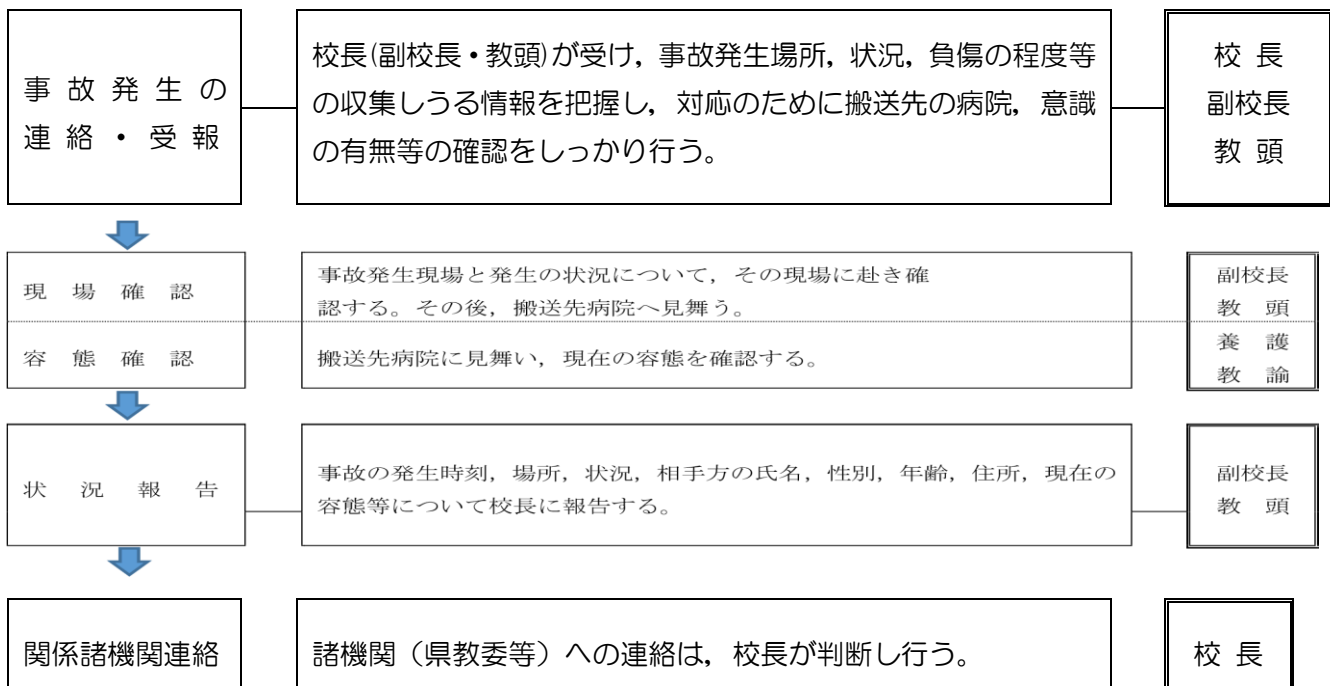 事故発生の
連絡・受報
校長(副校長・教頭)が受け，事故発生場所，状況，負傷の程度等
の収集しうる情報を把握し，対応のために搬送先の病院，意識
の有無等の確認をしっかり行う。
校長
副校長
教頭
現場確認
事故発生現場と発生の状況について，その現場に赴き確
認する。その後，搬送先病院へ見舞う。
副校長
教頭
容態確認
搬送先病院に見舞い，現在の容態を確認する。
養護
教諭
状況報告
事故の発生時刻，場所，状況，相手方の氏名，性別，年齢，住所，現在の
容態等について校長に報告する。
副校長
教頭
関係諸機関連絡
諸機関（県教委等）への連絡は，校長が判断し行う。
校長